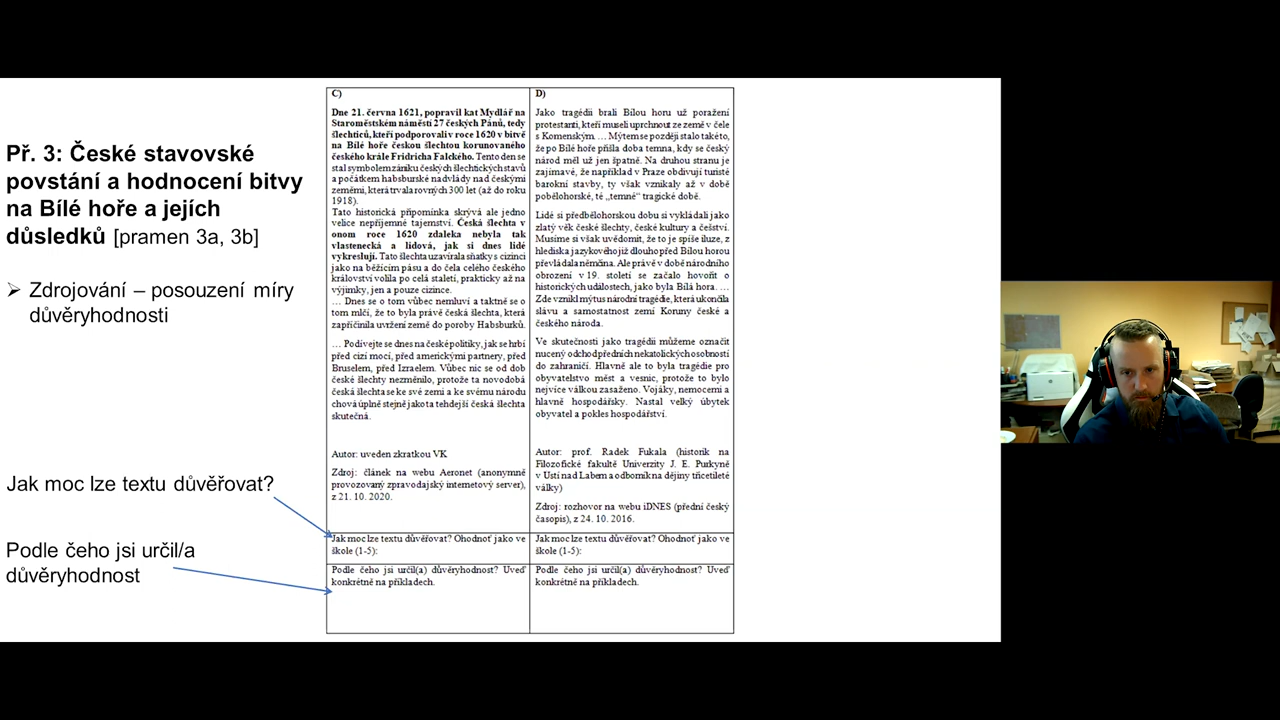 Př. 3: České stavovské
povstání a hodnocení bitvy
na Bílé hoře a jejích
důsledků [pramen 3a, 3b]
Zdrojování – posouzení míry
důvěryhodnosti
Jak moc lze textu důvěřovat?
Podle čeho jsi určil/a
důvěryhodnost
C)
Dne 21. června 1621, popravil kat Mydlář na
Staroměstském náměstí 27 českých Pánů, tedy
šlechticů, kteří podporovali v roce 1620 v bitvě
na Bílé hoře českou šlechtou korunovaného
českého krále Fridricha Falckého. Tento den se
stal symbolem zániku českých šlechtických stavů
a počátkem habsburské nadvlády nad českými
zeměmi, která trvala rovných 300 let (až do roku
1918).
Tato historická připomínka skrývá ale jedno
velice nepříjemné tajemství. Česká šlechta v
onom roce 1620 zdaleka nebyla tak
vlastenecká a lidová, jak si dnes lidé
vykreslují. Tato šlechta uzavírala sňatky s cizinci
jako na běžícím pásu a do čela celého českého
království volila po celá staletí, prakticky až na
výjimky, jen a pouze cizince.
… Dnes se o tom vůbec nemluví a taktně se o
tom mlčí, že to byla právě česká šlechta, která
zapříčinila uvržení země do poroby Habsburků.
… Podívejte se dnes na české politiky, jak se hrbí
před cizí mocí, před americkými partnery, před
Bruselem, před Izraelem. Vůbec nic se od dob
české šlechty nezměnilo, protože ta novodobá
česká šlechta se ke své zemi a ke svému národu
chová úplně stejně jako ta tehdejší česká šlechta
skutečná.
Autor: uveden zkratkou VK
Zdroj: článek na webu Aeronet (anonymně
provozovaný zpravodajský internetový server),
z 21. 10. 2020.
Jak moc lze textu důvěřovat? Ohodnoť jako ve
škole (1-5):
Podle čeho jsi určil(a) důvěryhodnost? Uveď
konkrétně na příkladech.
D)
Jako tragédii brali Bílou horu už poražení
protestanti, kteří museli uprchnout ze země v čele
s Komenským. … Mýtem se později stalo také to,
že po Bílé hoře přišla doba temna, kdy se český
národ měl už jen špatně. Na druhou stranu je
zajímavé, že například v Praze obdivují turisté
barokní stavby, ty však vznikaly až v době
pobělohorské, té „temné“ tragické době.
Lidé si předbělohorskou dobu si vykládali jako
zlatý věk české šlechty, české kultury a češství.
Musíme si však uvědomit, že to je spíše iluze, z
hlediska jazykového již dlouho před Bílou horou
převládala němčina. Ale právě v době národního
obrození v 19. století se začalo hovořit o
historických událostech, jako byla Bílá hora. …
Zde vznikl mýtus národní tragédie, která ukončila
slávu a samostatnost zemí Koruny české a
českého národa.
Ve skutečnosti jako tragédii můžeme označit
nucený odchod předních nekatolických osobností
do zahraničí. Hlavně ale to byla tragédie pro
obyvatelstvo měst a vesnic, protože to bylo
nejvíce válkou zasaženo. Vojáky, nemocemi a
hlavně hospodářsky. Nastal velký úbytek
obyvatel a pokles hospodářství.
Autor: prof. Radek Fukala (historik na
Filozofické fakultě Univerzity J. E. Purkyně
v Ústí nad Labem a odborník na dějiny třicetileté
války)
Zdroj: rozhovor na webu iDNES (přední český
časopis), z 24. 10. 2016.
Jak moc lze textu důvěřovat? Ohodnoť jako ve
škole (1-5):
Podle čeho jsi určil(a) důvěryhodnost? Uveď
konkrétně na příkladech.